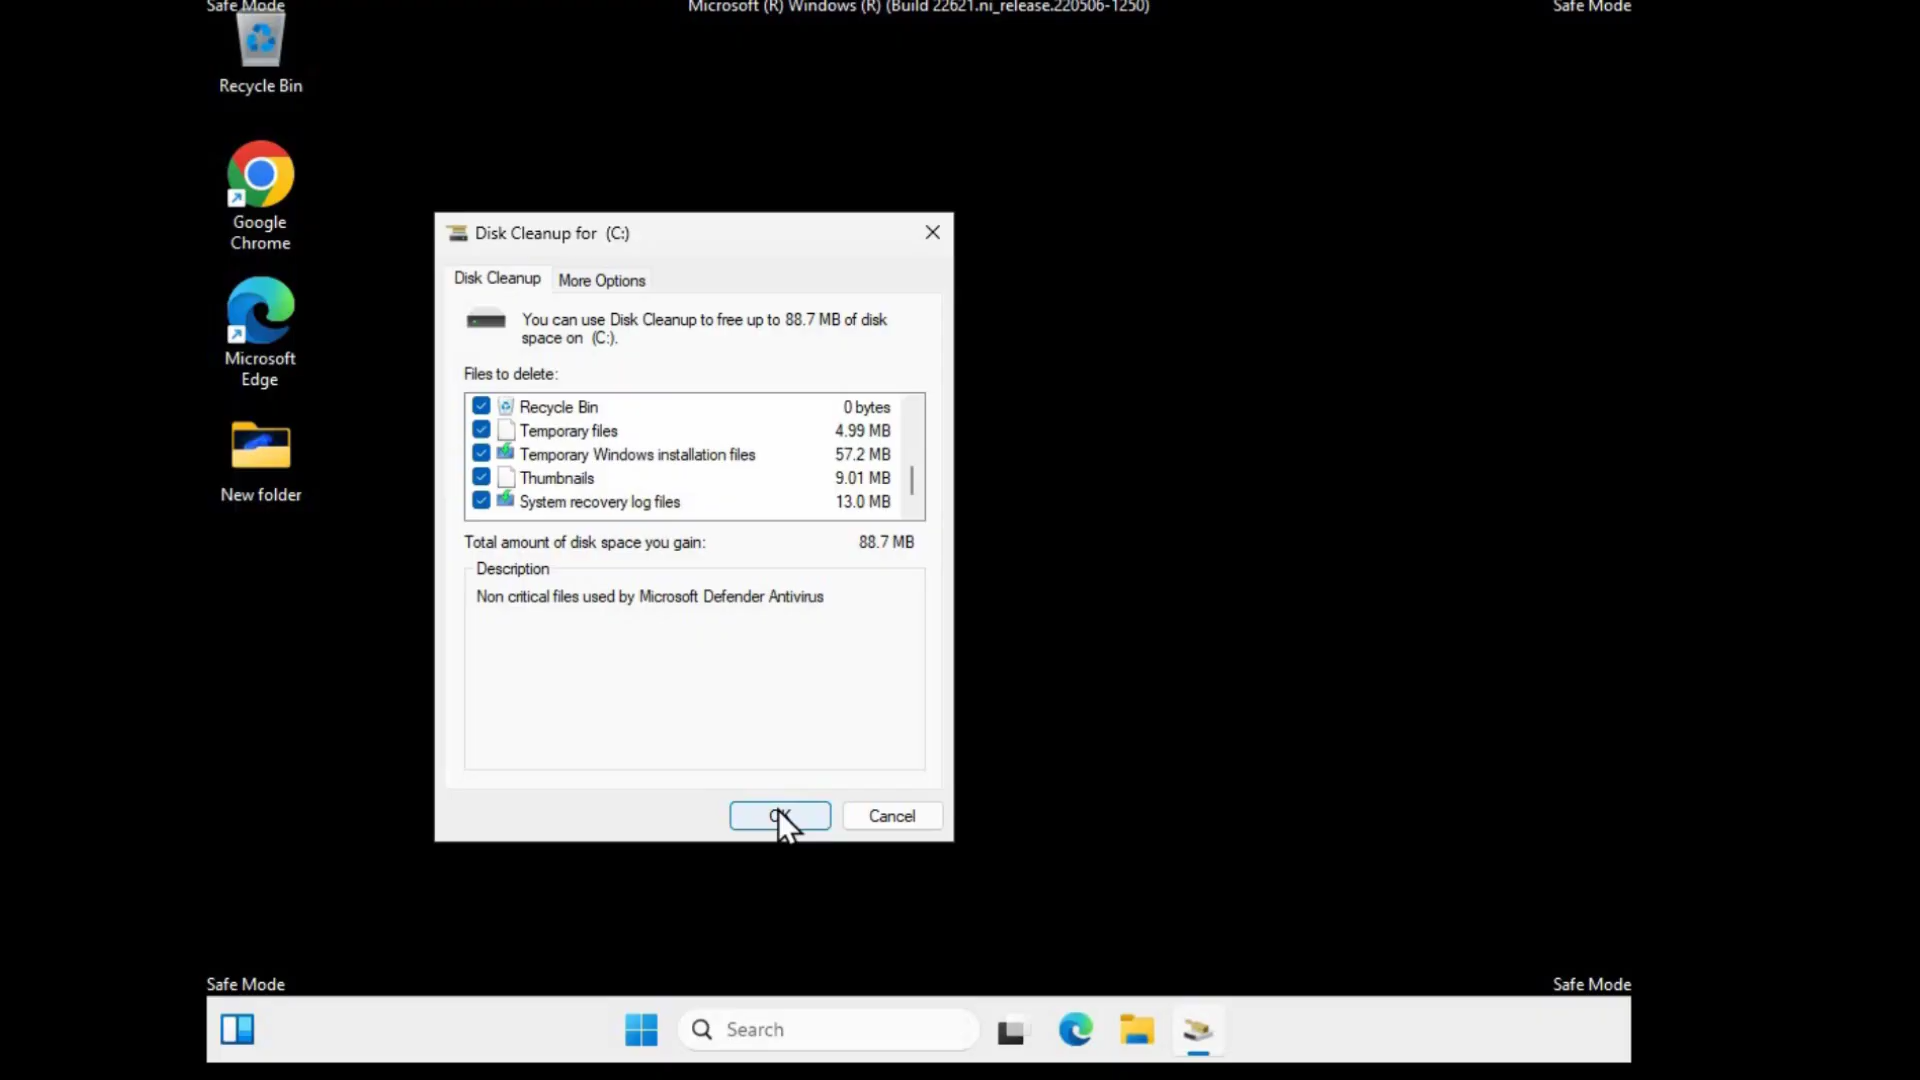 Safe Mode
Microsoft (R) Windows (R) (Build 22621.ni_release.220506-1250)
Safe Mode
Recycle Bin
Google
Chrome
Microsoft
Edge
New folder
Disk Cleanup for (C:)
Disk Cleanup
More Options
You can use Disk Cleanup to free up to 88.7 MB of disk
space on (C:).
Files to delete:
Recycle Bin 0 bytes
Temporary files 4.99 MB
Temporary Windows installation files 57.2 MB
Thumbnails 9.01 MB
System recovery log files 13.0 MB
Total amount of disk space you gain: 88.7 MB
Description
Non critical files used by Microsoft Defender Antivirus
OK
Cancel
Safe Mode
Safe Mode
Search